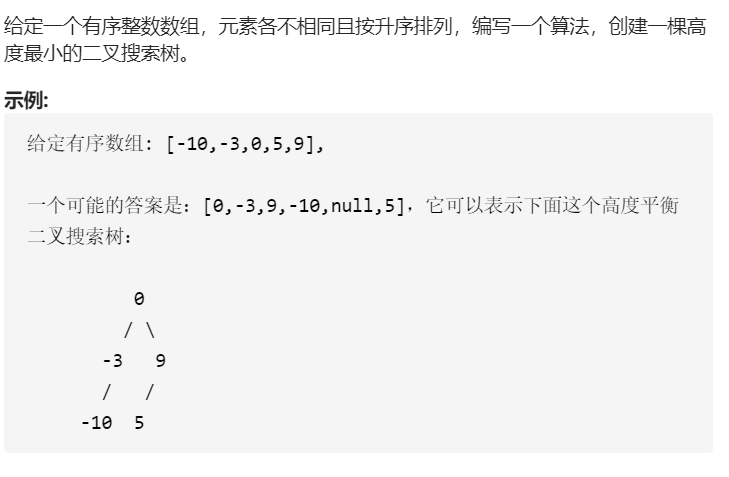 给定一个有序整数数组，元素各不相同且按升序排列，编写一个算法，创建一棵高
度最小的二叉搜索树。
示例:
给定有序数组: [-10,-3,0,5,9],
一个可能的答案是：[0,-3,9,-10,null,5]，它可以表示下面这个高度平衡
二叉搜索树：
0
/ \
-3 9
/ /
-10 5